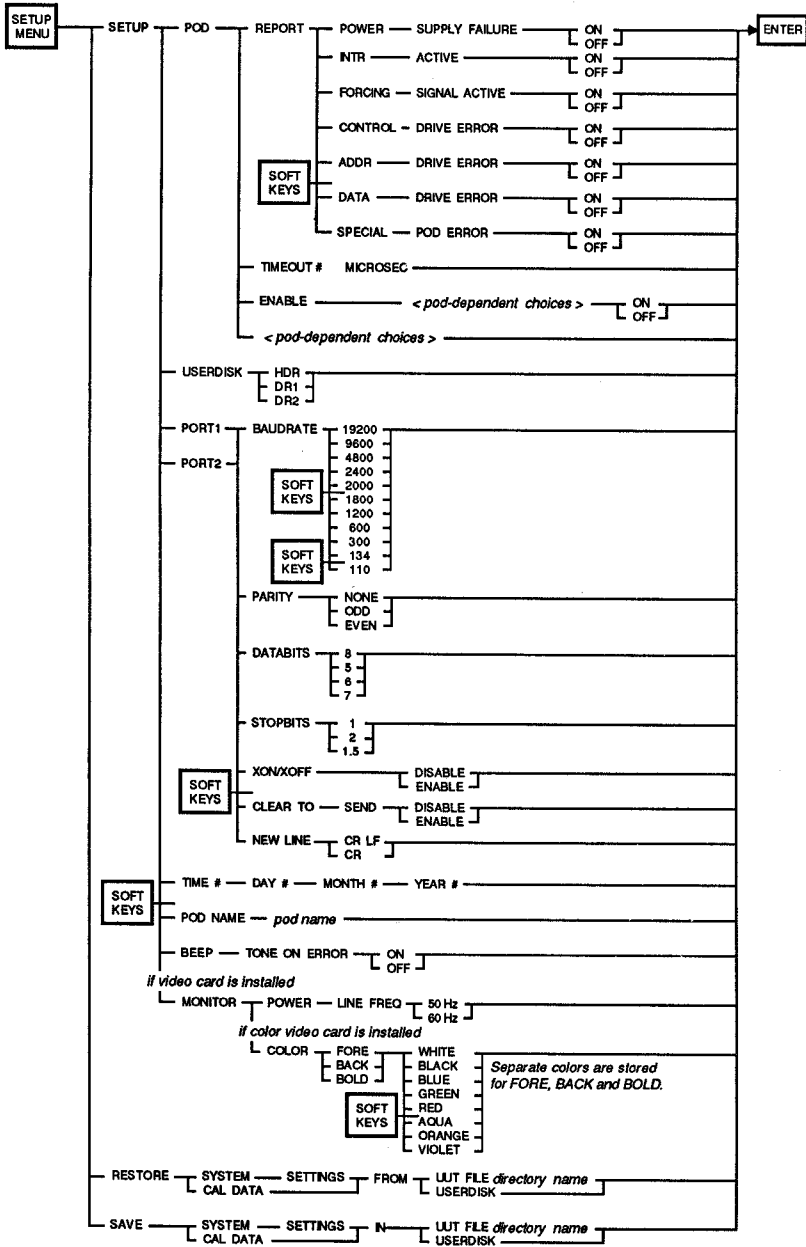 SETUP MENU
SETUP
POD
REPORT
POWER SUPPLY FAILURE ON
OFF
ENTER
INTR ACTIVE ON
OFF
FORCING SIGNAL ACTIVE ON
OFF
CONTROL DRIVE ERROR ON
OFF
SOFT KEYS
ADDR DRIVE ERROR ON
OFF
DATA DRIVE ERROR ON
OFF
SPECIAL POD ERROR ON
OFF
TIMEOUT # MICROSEC
ENABLE < pod-dependent choices > ON
OFF
< pod-dependent choices >
USERDISK HDR
DR1
DR2
PORT1 BAUDRATE 19200
9600
4800
PORT2
2400
SOFT KEYS
2000
1800
1200
600
SOFT KEYS
300
134
110
PARITY NONE
ODD
EVEN
DATABITS 8
5
6
7
STOPBITS 1
2
1.5
SOFT KEYS
XON/XOFF DISABLE
ENABLE
CLEAR TO SEND DISABLE
ENABLE
NEW LINE CR LF
CR
SOFT KEYS
TIME # DAY # MONTH # YEAR #
POD NAME pod name
BEEP TONE ON ERROR ON
OFF
if video card is installed
MONITOR POWER LINE FREQ 50 Hz
60 Hz
if color video card is installed
COLOR FORE WHITE
BACK BLACK
BOLD BLUE
Separate colors are stored
for FORE, BACK and BOLD.
GREEN
SOFT KEYS
RED
AQUA
ORANGE
VIOLET
RESTORE SYSTEM SETTINGS FROM UUT FILE directory name
CAL DATA USERDISK
SAVE SYSTEM SETTINGS IN UUT FILE directory name
CAL DATA USERDISK